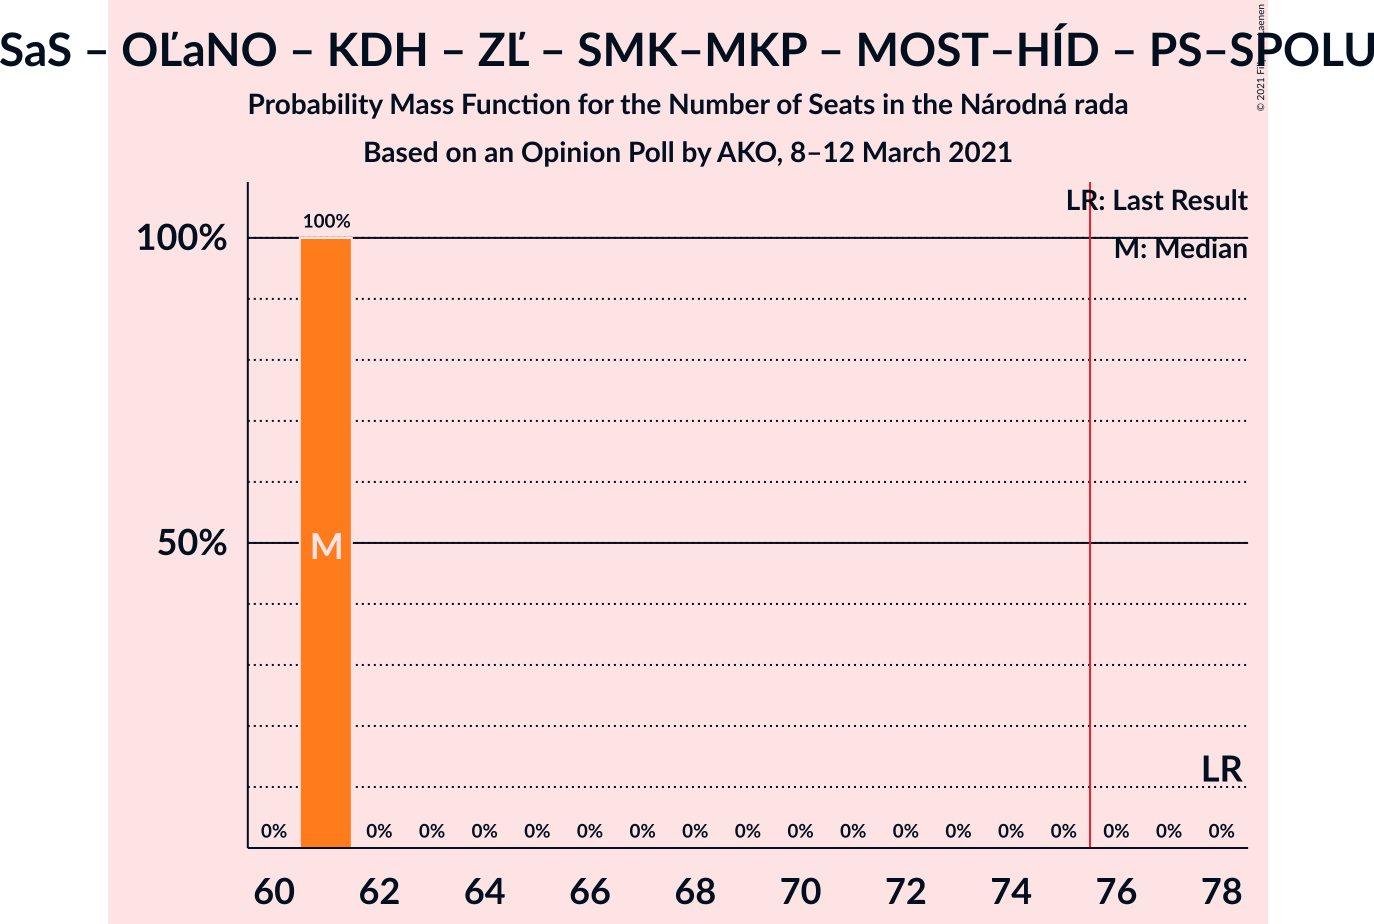 SaS – OĽaNO – KDH – ZĽ – SMK–MKP – MOST–HÍD – PS–SPOLU
Probability Mass Function for the Number of Seats in the Národná rada
Based on an Opinion Poll by AKO, 8–12 March 2021
© 2021
LR: Last Result
M: Median
100%
100%
50%
M
LR
0% 0% 0% 0% 0% 0% 0% 0% 0% 0% 0% 0% 0% 0% 0% 0% 0% 0%
60 62 64 66 68 70 72 74 76 78